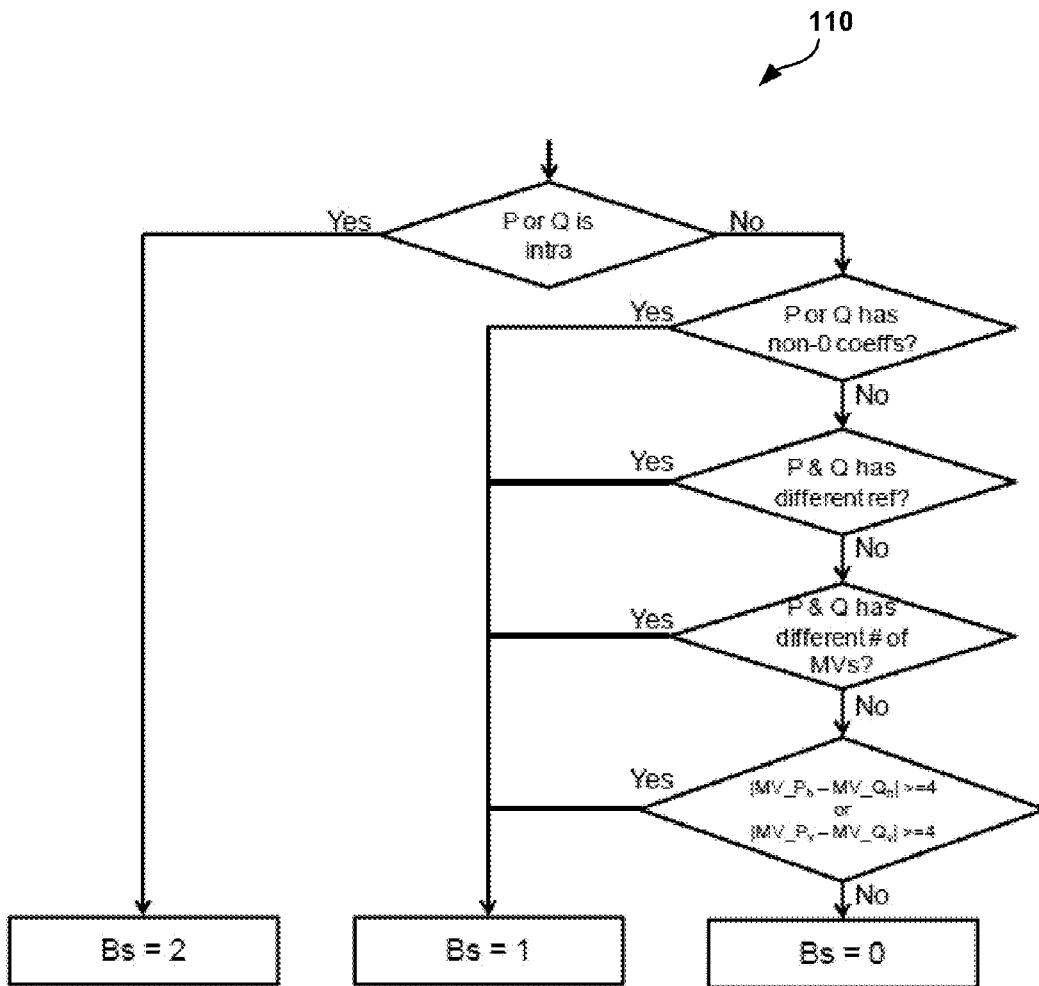 110
P or Q is
intra
Yes
No
P or Q has
non-0 coeffs?
Yes
No
P & Q has
different ref?
Yes
No
P & Q has
different # of
MVs?
Yes
No
|MV_Pₕ – MV_Qₕ| >=4
or
|MV_Pᵥ – MV_Qᵥ| >=4
Yes
No
Bs = 2
Bs = 1
Bs = 0